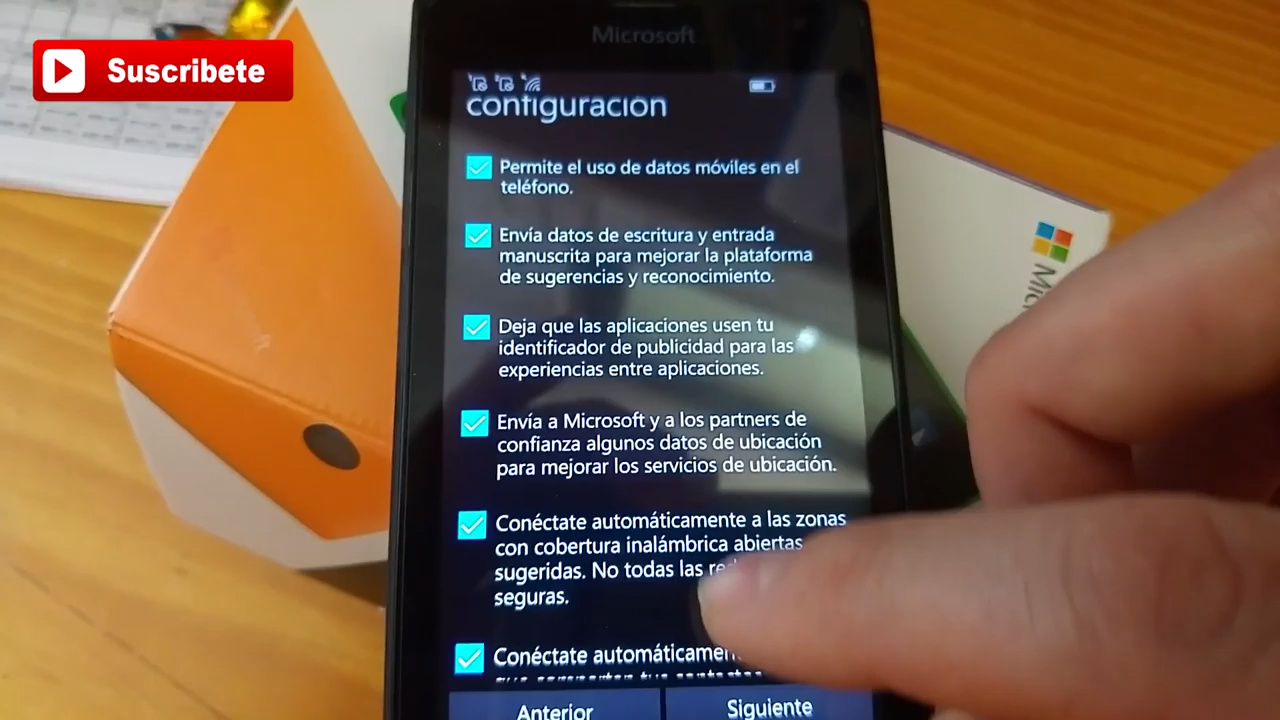 Suscribete
Microsoft
configuración
Permite el uso de datos móviles en el
teléfono.
Envía datos de escritura y entrada
manuscrita para mejorar la plataforma
de sugerencias y reconocimiento.
Deja que las aplicaciones usen tu
identificador de publicidad para las
experiencias entre aplicaciones.
Envía a Microsoft y a los partners de
confianza algunos datos de ubicación
para mejorar los servicios de ubicación.
Conéctate automáticamente a las zonas
con cobertura inalámbrica abiertas
sugeridas. No todas las
seguras.
Conéctate
Anterior
Siguiente